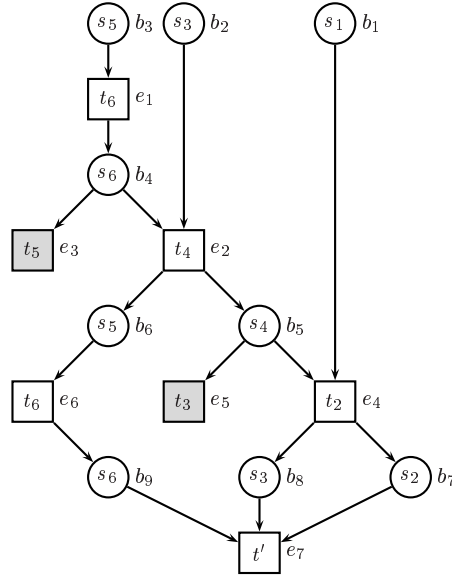 s5 b3 s3 b2 s1 b1
t6 e1
s6 b4
t5 e3 t4 e2
s5 b6 s4 b5
t6 e6 t3 e5 t2 e4
s6 b9 s3 b8 s2 b7
t′ e7